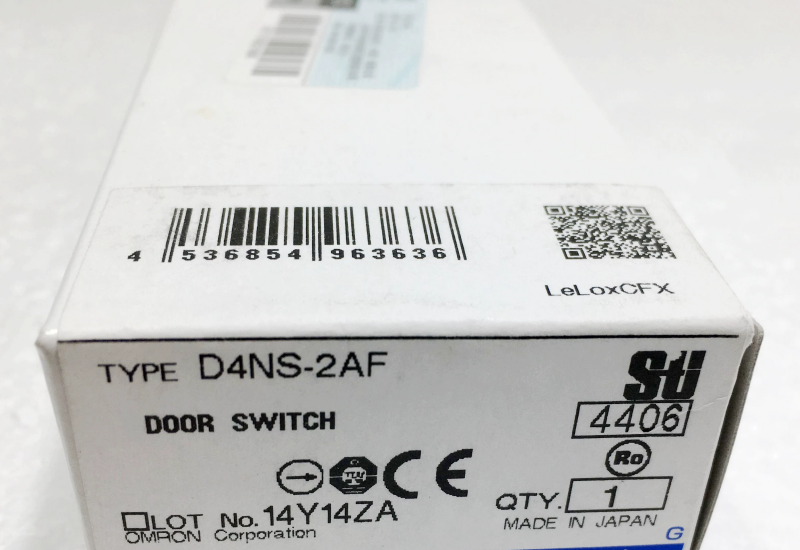 4 536854 963636
LeLoxCFX
TYPE D4NS-2AF
STI
DOOR SWITCH
4406
Ro
CE
QTY. 1
LOT No. 14Y14ZA
MADE IN JAPAN
OMRON Corporation
G